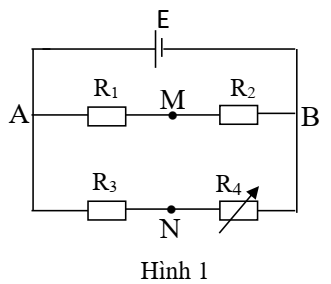 E
R₁ M R₂
A B
R₃ R₄
N
Hình 1